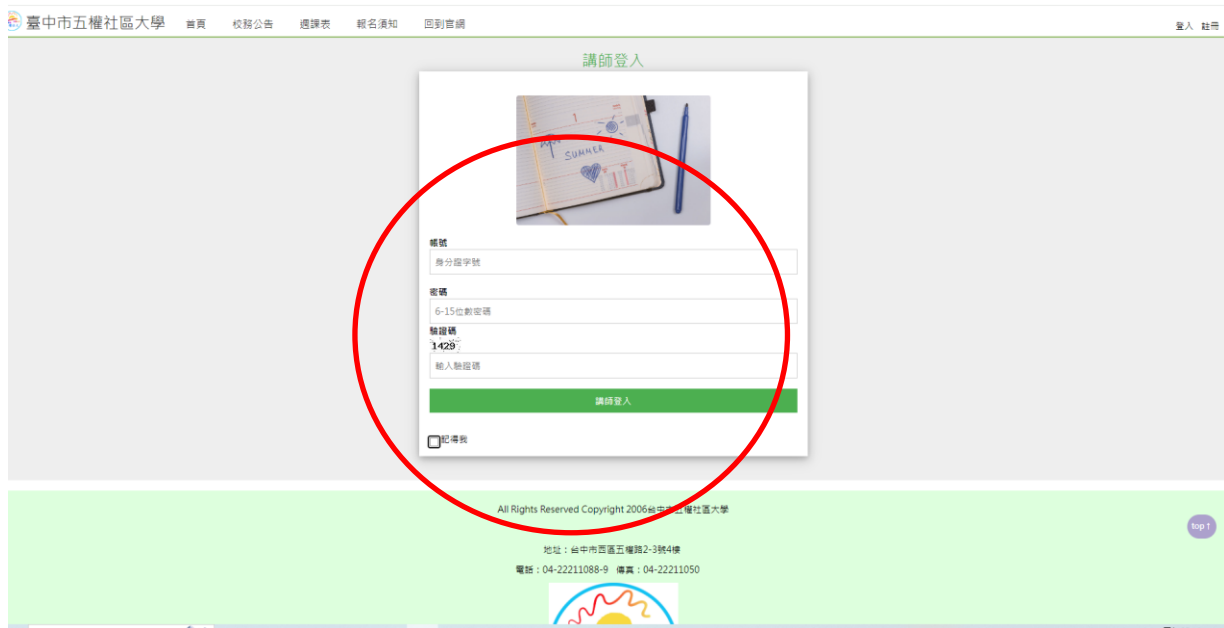 臺中市五權社區大學 首頁 校務公告 週課表 報名須知 回到官網 登入 註冊
講師登入
1
SUMMER
帳號
身分證字號
密碼
6-15位數密碼
驗證碼
1429
輸入驗證碼
講師登入
記得我
All Rights Reserved Copyright 2006台中市五權社區大學
top↑
地址：台中市西區五權路2-3號4樓
電話：04-22211088-9 傳真：04-22211050